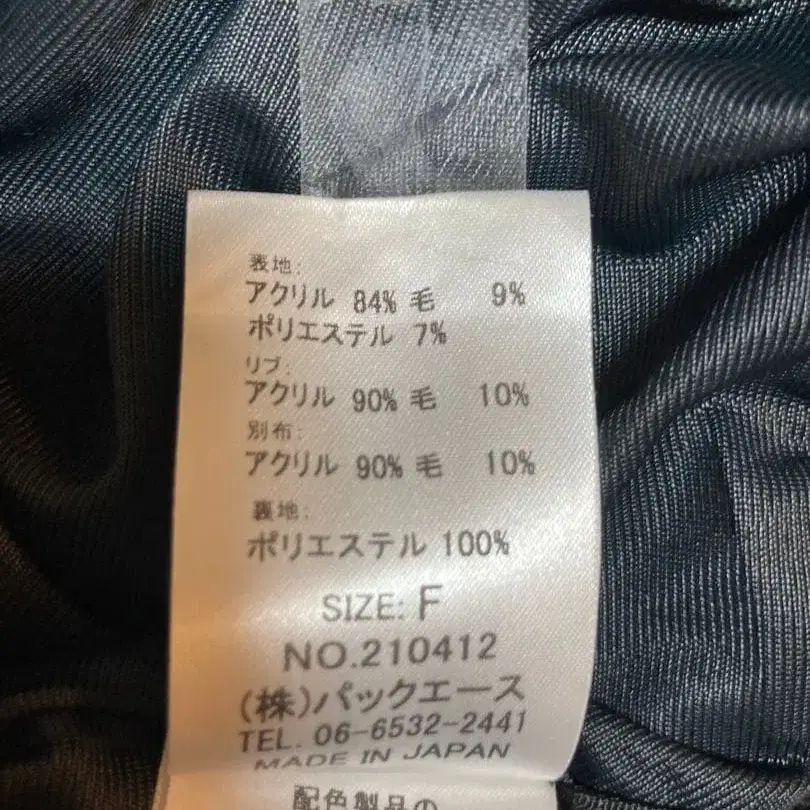 表地:
アクリル 84% 毛 9%
ポリエステル 7%
リブ:
アクリル 90% 毛 10%
別布:
アクリル 90% 毛 10%
裏地:
ポリエステル 100%
SIZE: F
NO.210412
(株)パックエース
TEL. 06-6532-2441
MADE IN JAPAN
配色製品の